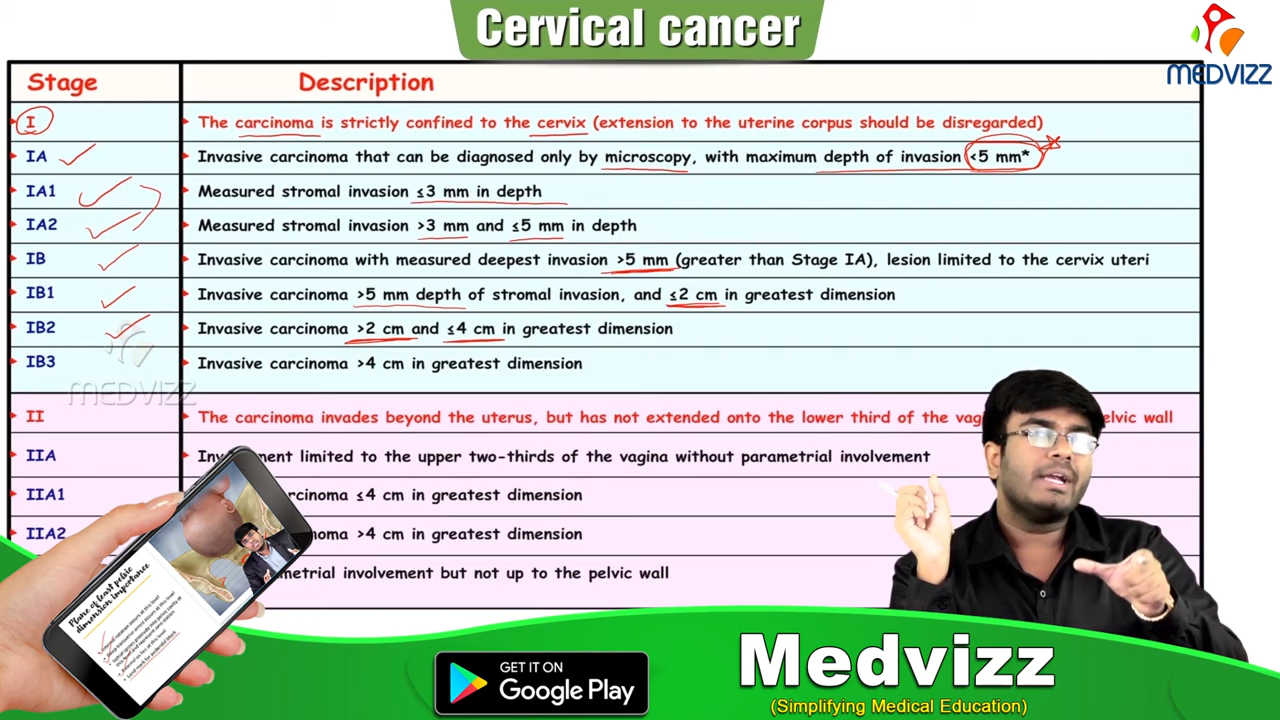 Cervical cancer
MEDVIZZ
Stage Description
I The carcinoma is strictly confined to the cervix (extension to the uterine corpus should be disregarded)
IA Invasive carcinoma that can be diagnosed only by microscopy, with maximum depth of invasion <5 mm*
IA1 Measured stromal invasion ≤3 mm in depth
IA2 Measured stromal invasion >3 mm and ≤5 mm in depth
IB Invasive carcinoma with measured deepest invasion >5 mm (greater than Stage IA), lesion limited to the cervix uteri
IB1 Invasive carcinoma >5 mm depth of stromal invasion, and ≤2 cm in greatest dimension
IB2 Invasive carcinoma >2 cm and ≤4 cm in greatest dimension
IB3 Invasive carcinoma >4 cm in greatest dimension
MEDVIZZ
II The carcinoma invades beyond the uterus, but has not extended onto the lower third of the wall
IIA limited to the upper two-thirds of the vagina without parametrial involvement
IIA1 ≤4 cm in greatest dimension
IIA2 >4 cm in greatest dimension
involvement but not up to the pelvic wall
Plane of least pelvic
dimension importance
GET IT ON
Google Play
Medvizz
(Simplifying Medical Education)